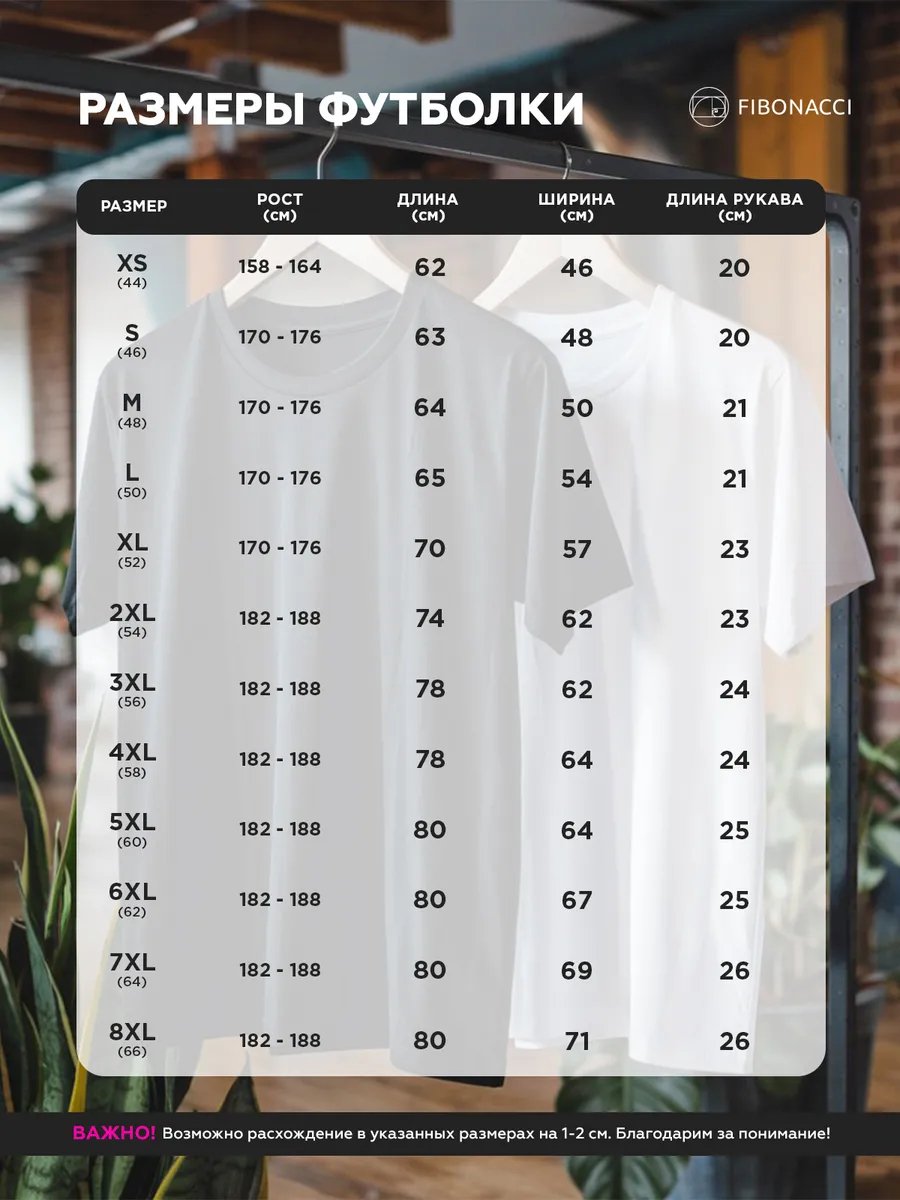 РАЗМЕРЫ ФУТБОЛКИ
FIBONACCI
РАЗМЕР РОСТ (см) ДЛИНА (см) ШИРИНА (см) ДЛИНА РУКАВА (см)
XS (44) 158 - 164 62 46 20
S (46) 170 - 176 63 48 20
M (48) 170 - 176 64 50 21
L (50) 170 - 176 65 54 21
XL (52) 170 - 176 70 57 23
2XL (54) 182 - 188 74 62 23
3XL (56) 182 - 188 78 62 24
4XL (58) 182 - 188 78 64 24
5XL (60) 182 - 188 80 64 25
6XL (62) 182 - 188 80 67 25
7XL (64) 182 - 188 80 69 26
8XL (66) 182 - 188 80 71 26
ВАЖНО! Возможно расхождение в указанных размерах на 1-2 см. Благодарим за понимание!